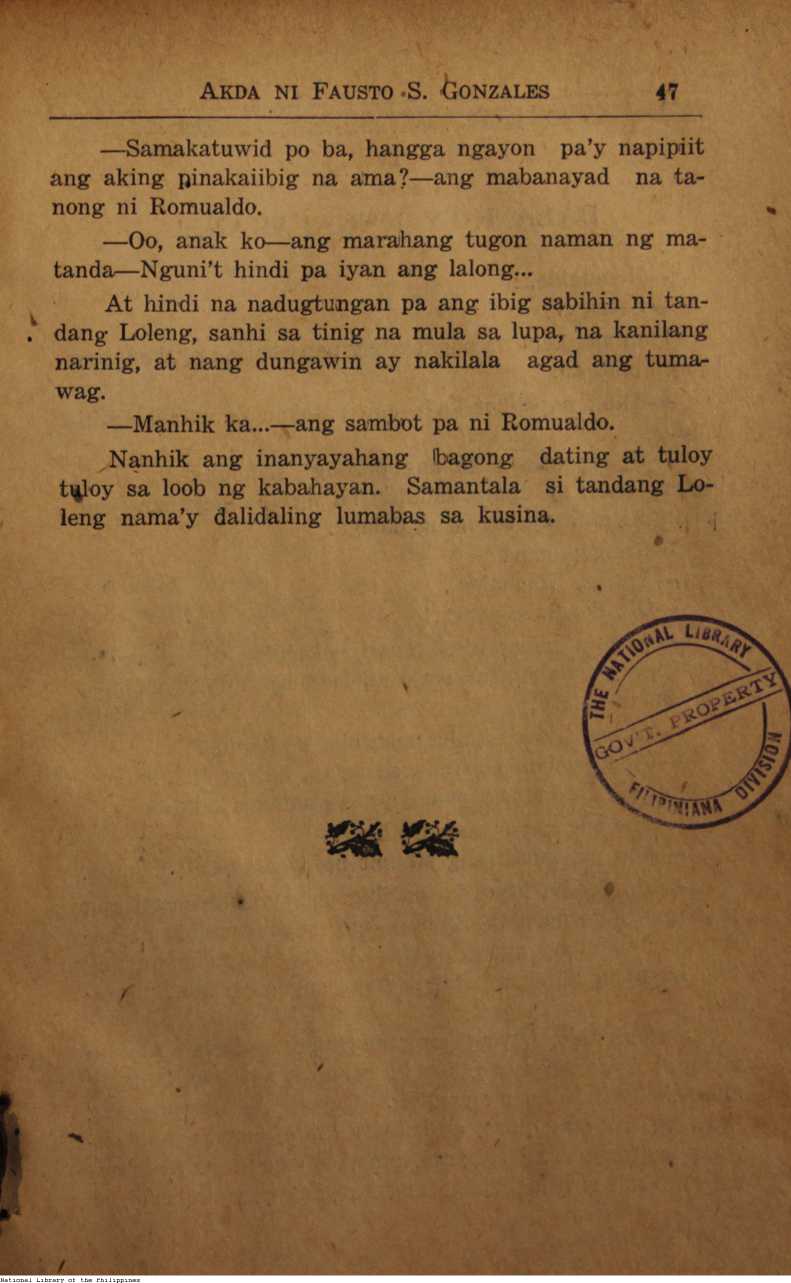 AKDA NI FAUSTO S. GONZALES 47
—Samakatuwid po ba, hangga ngayon pa'y napipiit
ang aking pinakaiibig na ama?—ang mabanayad na ta-
nong ni Romualdo.
—Oo, anak ko—ang marahang tugon naman ng ma-
tanda—Nguni't hindi pa iyan ang lalong...
At hindi na nadugtungan pa ang ibig sabihin ni tan-
dang Loleng, sanhi sa tinig na mula sa lupa, na kanilang
narinig, at nang dungawin ay nakilala agad ang tuma-
wag.
—Manhik ka...—ang sambot pa ni Romualdo.
Nanhik ang inanyayahang bagong dating at tuloy
tuloy sa loob ng kabahayan. Samantala si tandang Lo-
leng nama'y dalidaling lumabas sa kusina.
THE NATIONAL LIBRARY
GOV'T. PROPERTY
FILIPINIANA DIVISION
National Library of the Philippines